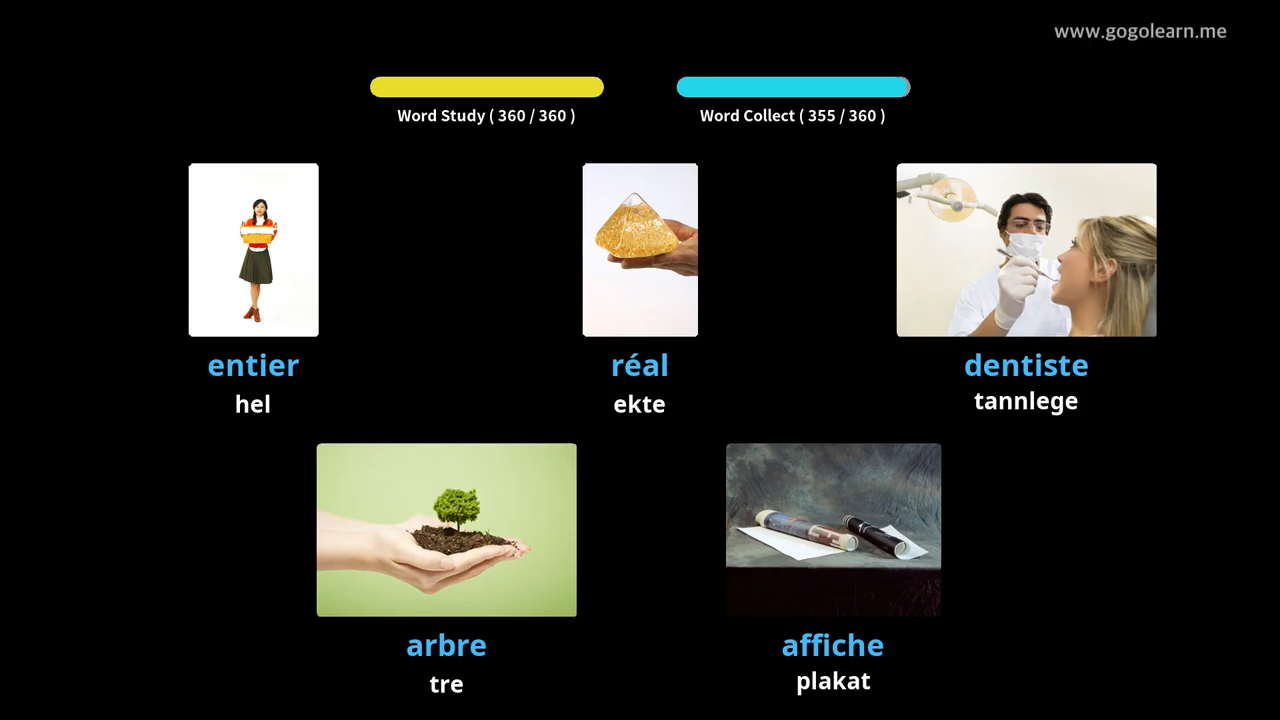 www.gogolearn.me
Word Study ( 360 / 360 )
Word Collect ( 355 / 360 )
entier
hel
réal
ekte
dentiste
tannlege
arbre
tre
affiche
plakat